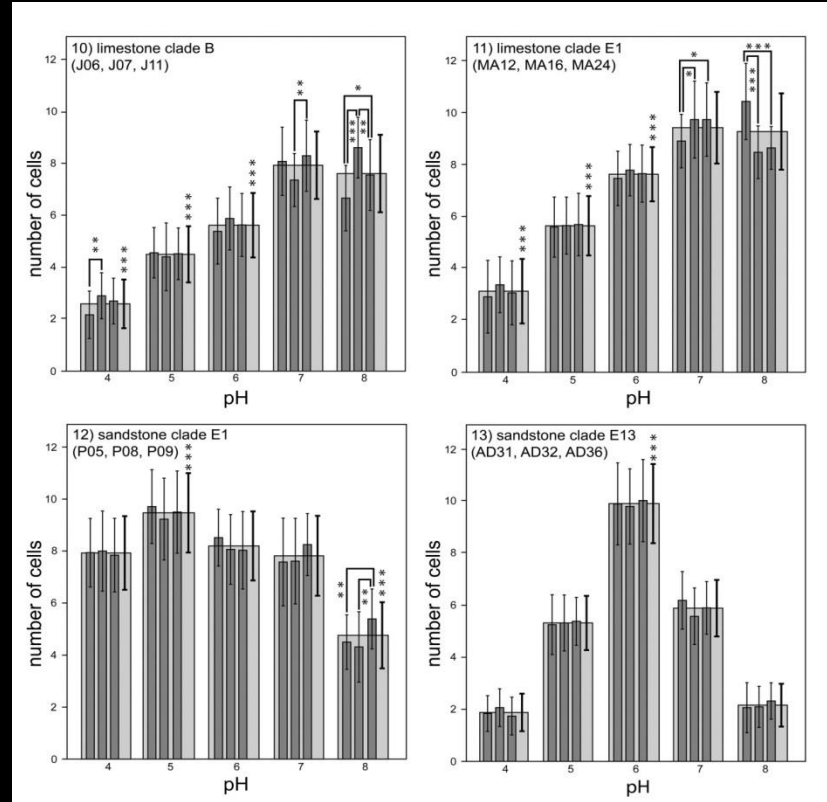 10) limestone clade B
(J06, J07, J11)
number of cells
12
10
8
6
4
2
0
**
***
***
***
**
***
**
*
4 5 6 7 8
pH
11) limestone clade E1
(MA12, MA16, MA24)
number of cells
12
10
8
6
4
2
0
***
***
***
*
*
***
***
4 5 6 7 8
pH
12) sandstone clade E1
(P05, P08, P09)
number of cells
12
10
8
6
4
2
0
***
**
**
***
4 5 6 7 8
pH
13) sandstone clade E13
(AD31, AD32, AD36)
number of cells
12
10
8
6
4
2
0
***
4 5 6 7 8
pH